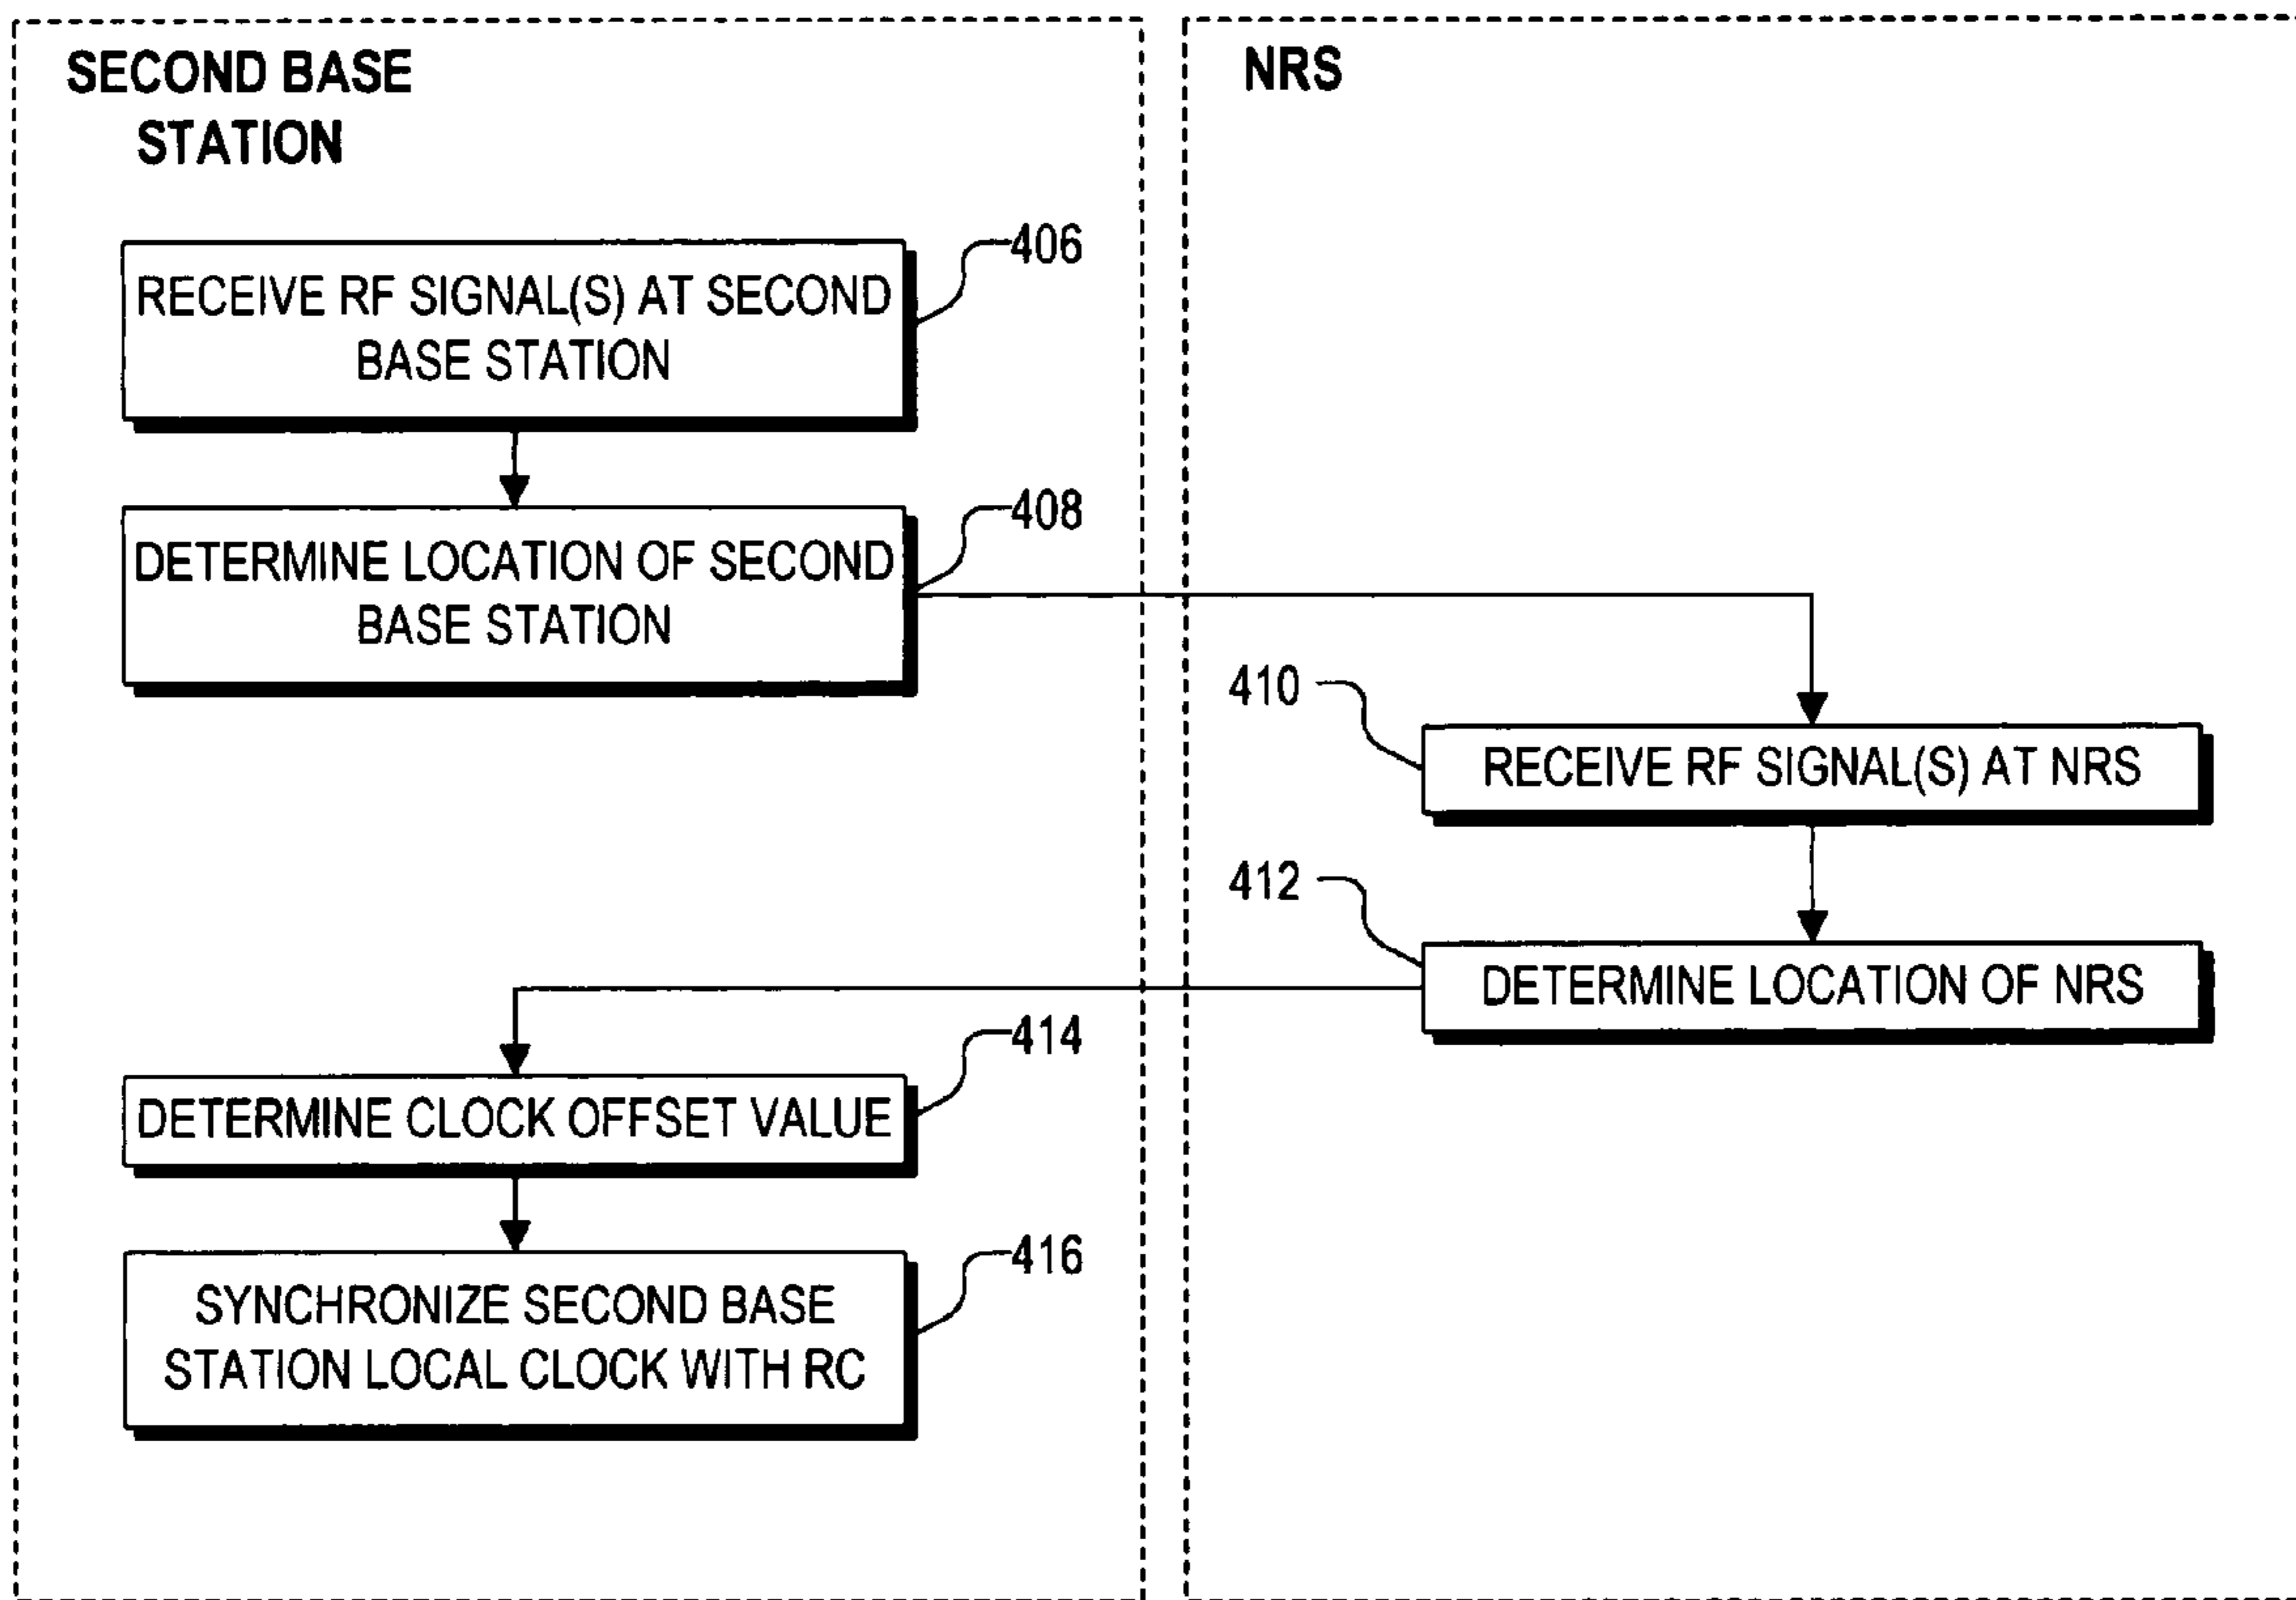 SECOND BASE
STATION
RECEIVE RF SIGNAL(S) AT SECOND
BASE STATION
406
DETERMINE LOCATION OF SECOND
BASE STATION
408
NRS
410
RECEIVE RF SIGNAL(S) AT NRS
412
DETERMINE LOCATION OF NRS
DETERMINE CLOCK OFFSET VALUE
414
SYNCHRONIZE SECOND BASE
STATION LOCAL CLOCK WITH RC
416